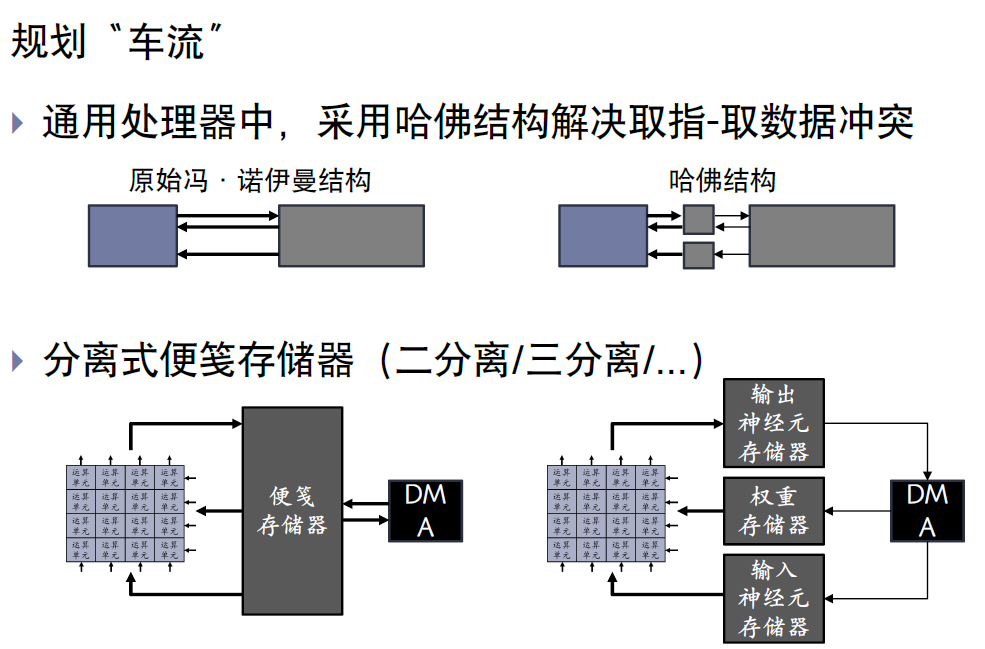 规划“车流”
通用处理器中，采用哈佛结构解决取指-取数据冲突
原始冯·诺伊曼结构
哈佛结构
分离式便笺存储器（二分离/三分离/...）
运算 运算 运算 运算
单元 单元 单元 单元
运算 运算 运算 运算
单元 单元 单元 单元
运算 运算 运算 运算
单元 单元 单元 单元
运算 运算 运算 运算
单元 单元 单元 单元
便笺
存储器
DM
A
运算 运算 运算 运算
单元 单元 单元 单元
运算 运算 运算 运算
单元 单元 单元 单元
运算 运算 运算 运算
单元 单元 单元 单元
运算 运算 运算 运算
单元 单元 单元 单元
输出
神经元
存储器
权重
存储器
输入
神经元
存储器
DM
A